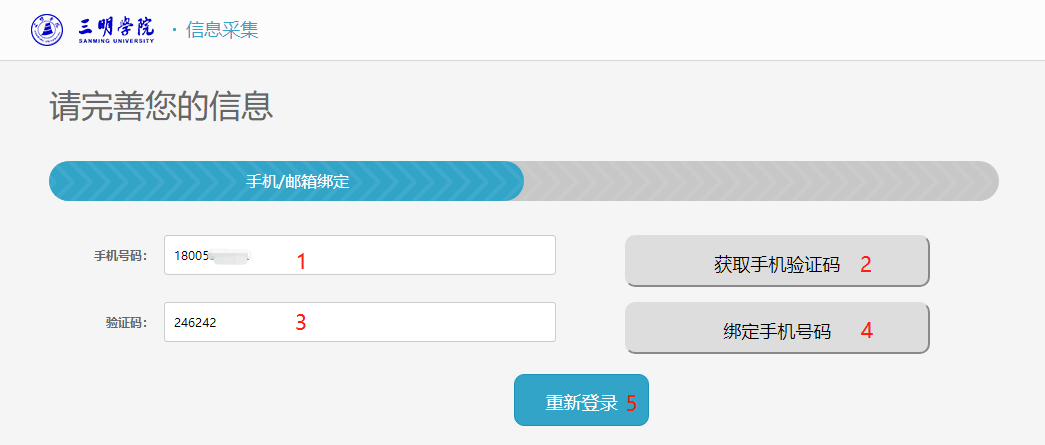 三明学院
SANMING UNIVERSITY
· 信息采集
请完善您的信息
手机/邮箱绑定
手机号码: 18005 1 获取手机验证码 2
验证码: 246242 3 绑定手机号码 4
重新登录 5